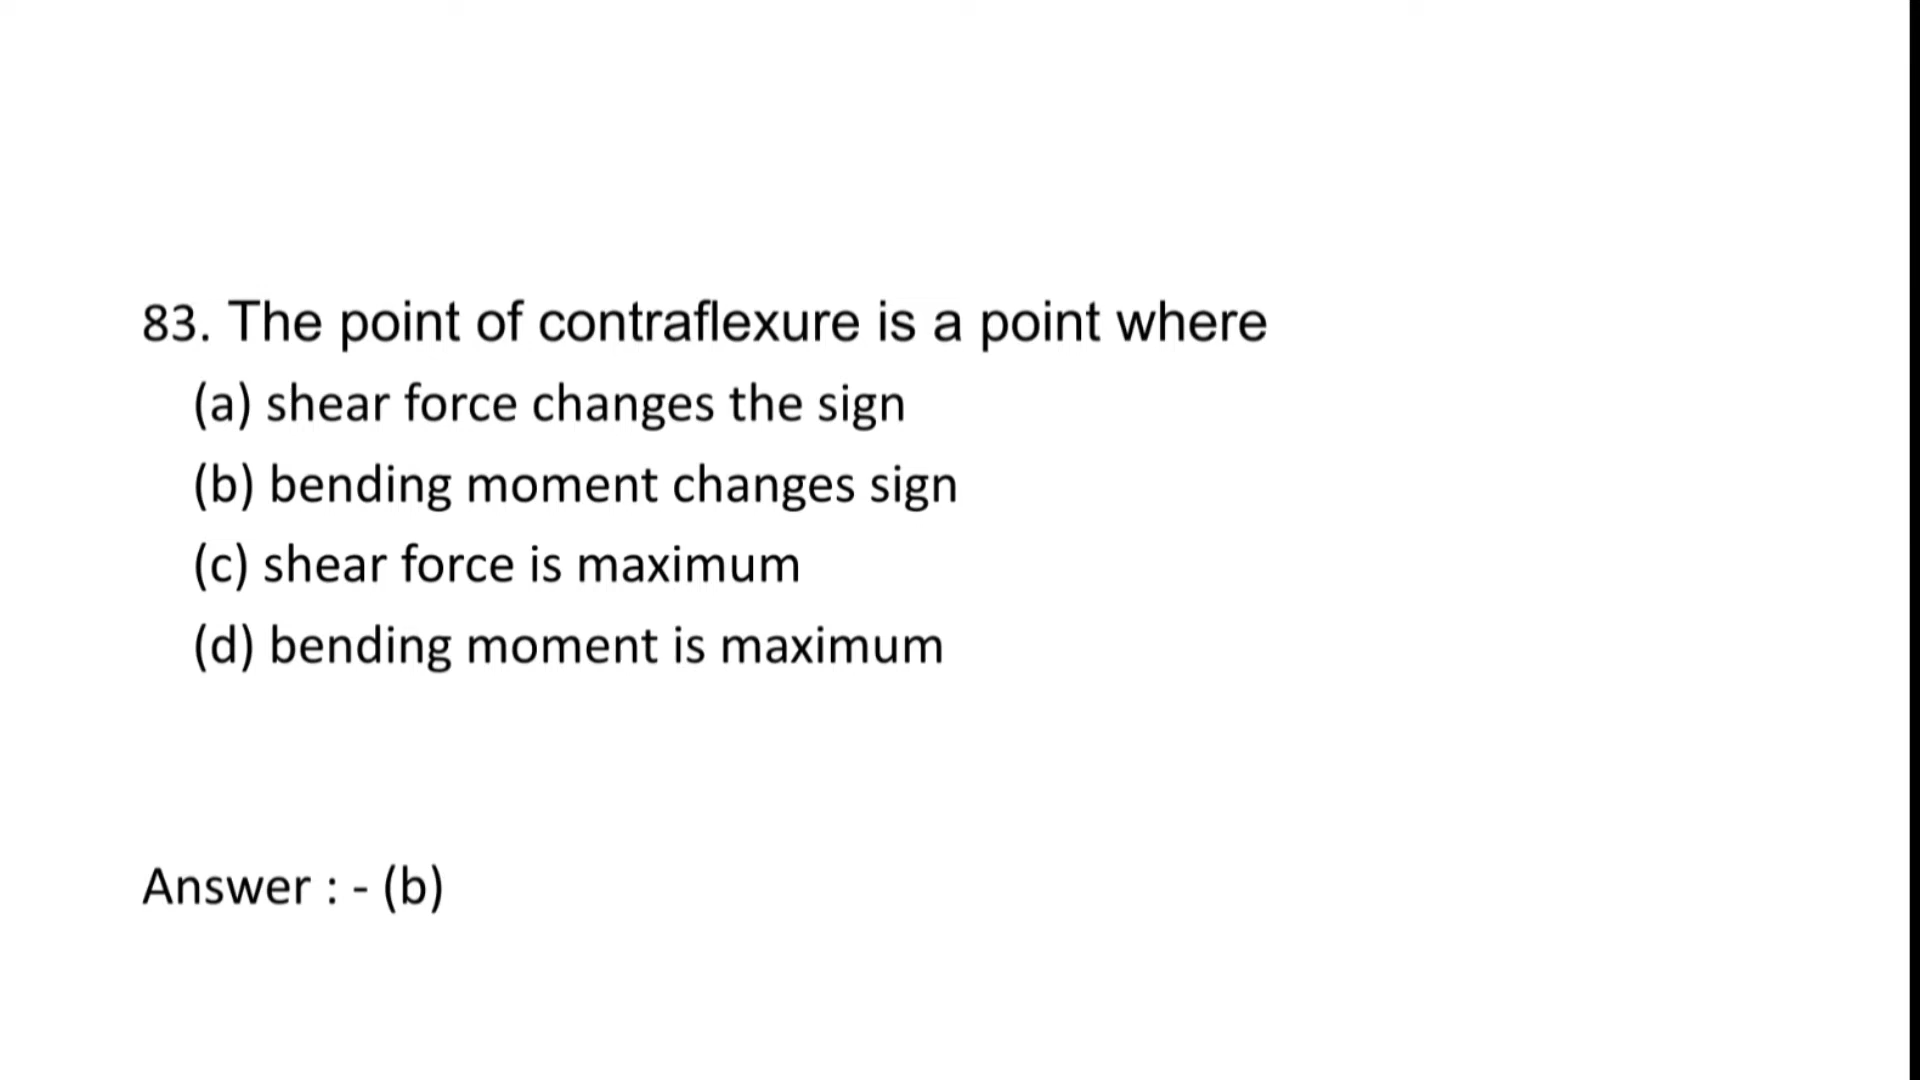 83. The point of contraflexure is a point where
(a) shear force changes the sign
(b) bending moment changes sign
(c) shear force is maximum
(d) bending moment is maximum
Answer : - (b)